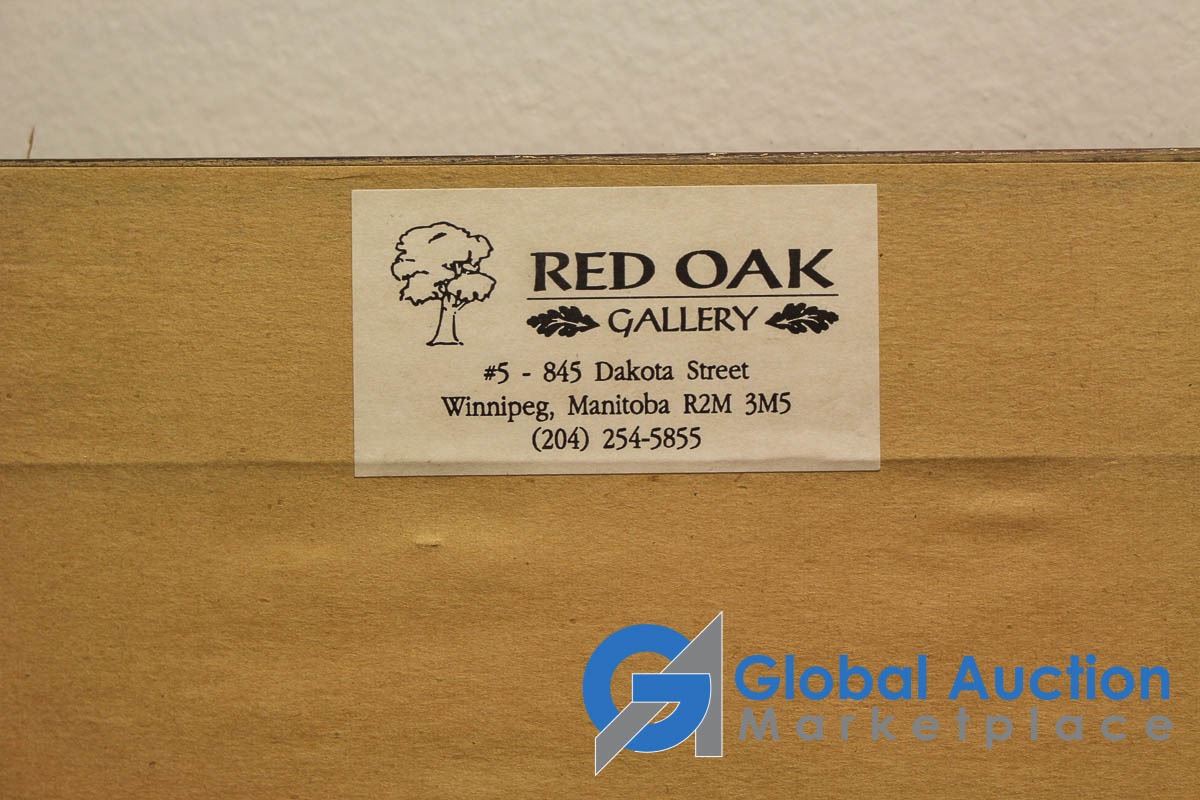 RED OAK
GALLERY
#5 - 845 Dakota Street
Winnipeg, Manitoba R2M 3M5
(204) 254-5855
Global Auction
Marketplace